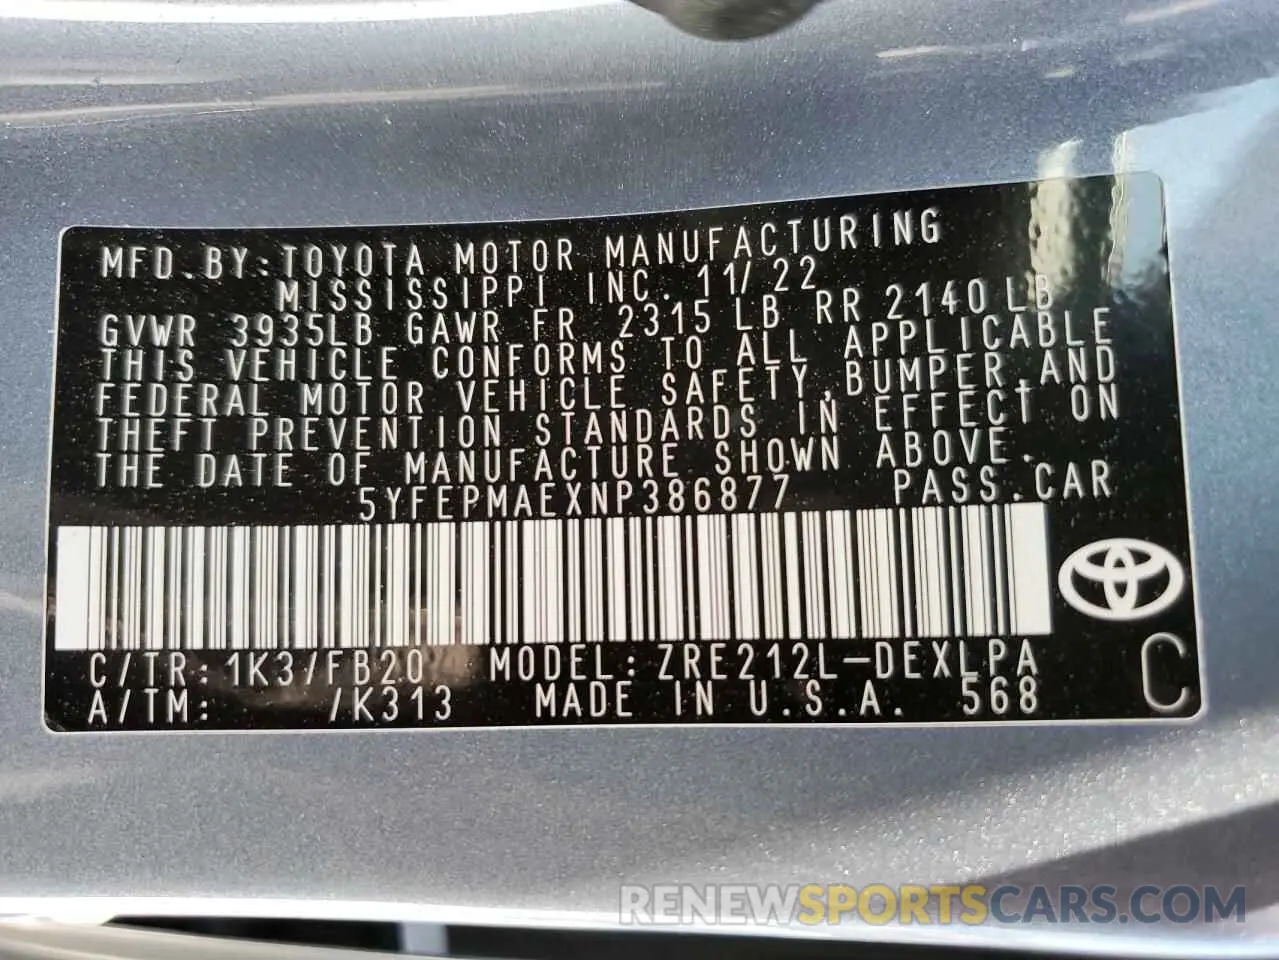 MFD.BY:TOYOTA MOTOR MANUFACTURING
MISSISSIPPI INC. 11/22
GVWR 3935LB GAWR FR 2315 LB RR 2140 LB
THIS VEHICLE CONFORMS TO ALL APPLICABLE
FEDERAL MOTOR VEHICLE SAFETY,BUMPER,AND
THEFT PREVENTION STANDARDS IN EFFECT ON
THE DATE OF MANUFACTURE SHOWN ABOVE.
5YFEPMAEXNP386877 PASS.CAR
C/TR:1K3/FB20 MODEL:ZRE212L-DEXLPA
A/TM: /K313 MADE IN U.S.A. 568
C
RENEWSPORTSCARS.COM